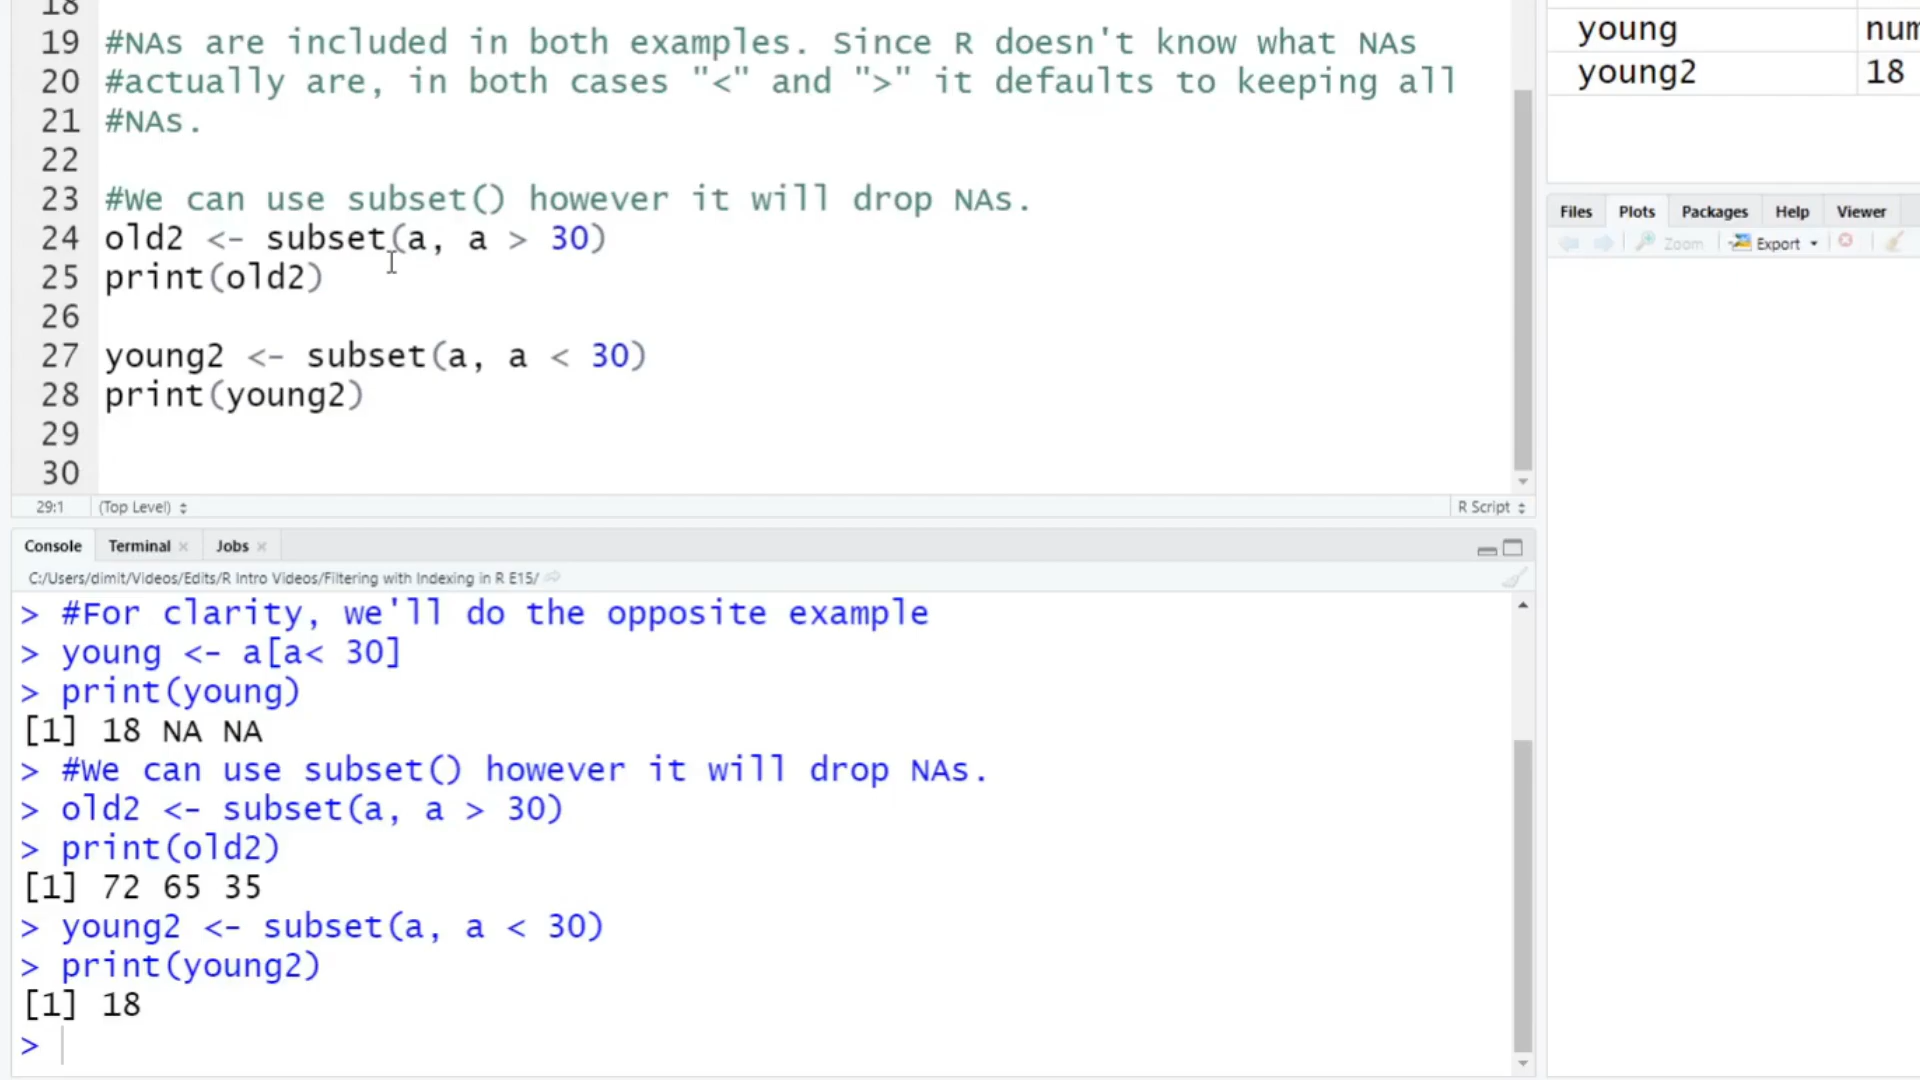 18
19 #NAs are included in both examples. Since R doesn't know what NAs
20 #actually are, in both cases "<" and ">" it defaults to keeping all
21 #NAs.
22
23 #We can use subset() however it will drop NAs.
24 old2 <- subset(a, a > 30)
25 print(old2)
26
27 young2 <- subset(a, a < 30)
28 print(young2)
29
30
29:1 (Top Level) R Script
Console Terminal Jobs
C:/Users/dimit/Videos/Edits/R Intro Videos/Filtering with Indexing in R E15/
> #For clarity, we'll do the opposite example
> young <- a[a< 30]
> print(young)
[1] 18 NA NA
> #We can use subset() however it will drop NAs.
> old2 <- subset(a, a > 30)
> print(old2)
[1] 72 65 35
> young2 <- subset(a, a < 30)
> print(young2)
[1] 18
>
young num
young2 18
Files Plots Packages Help Viewer
Zoom Export